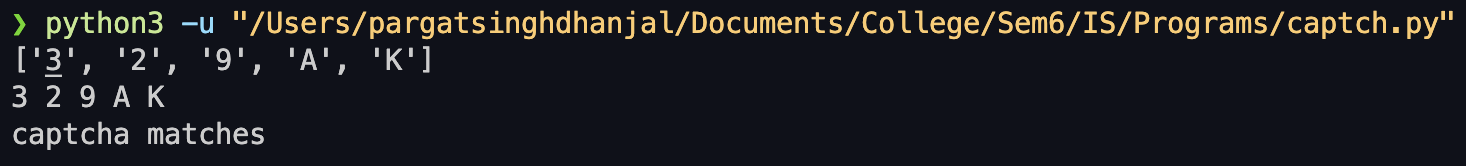 ❯ python3 -u "/Users/pargatsinghdhanjal/Documents/College/Sem6/IS/Programs/captch.py"
['3', '2', '9', 'A', 'K']
3 2 9 A K
captcha matches